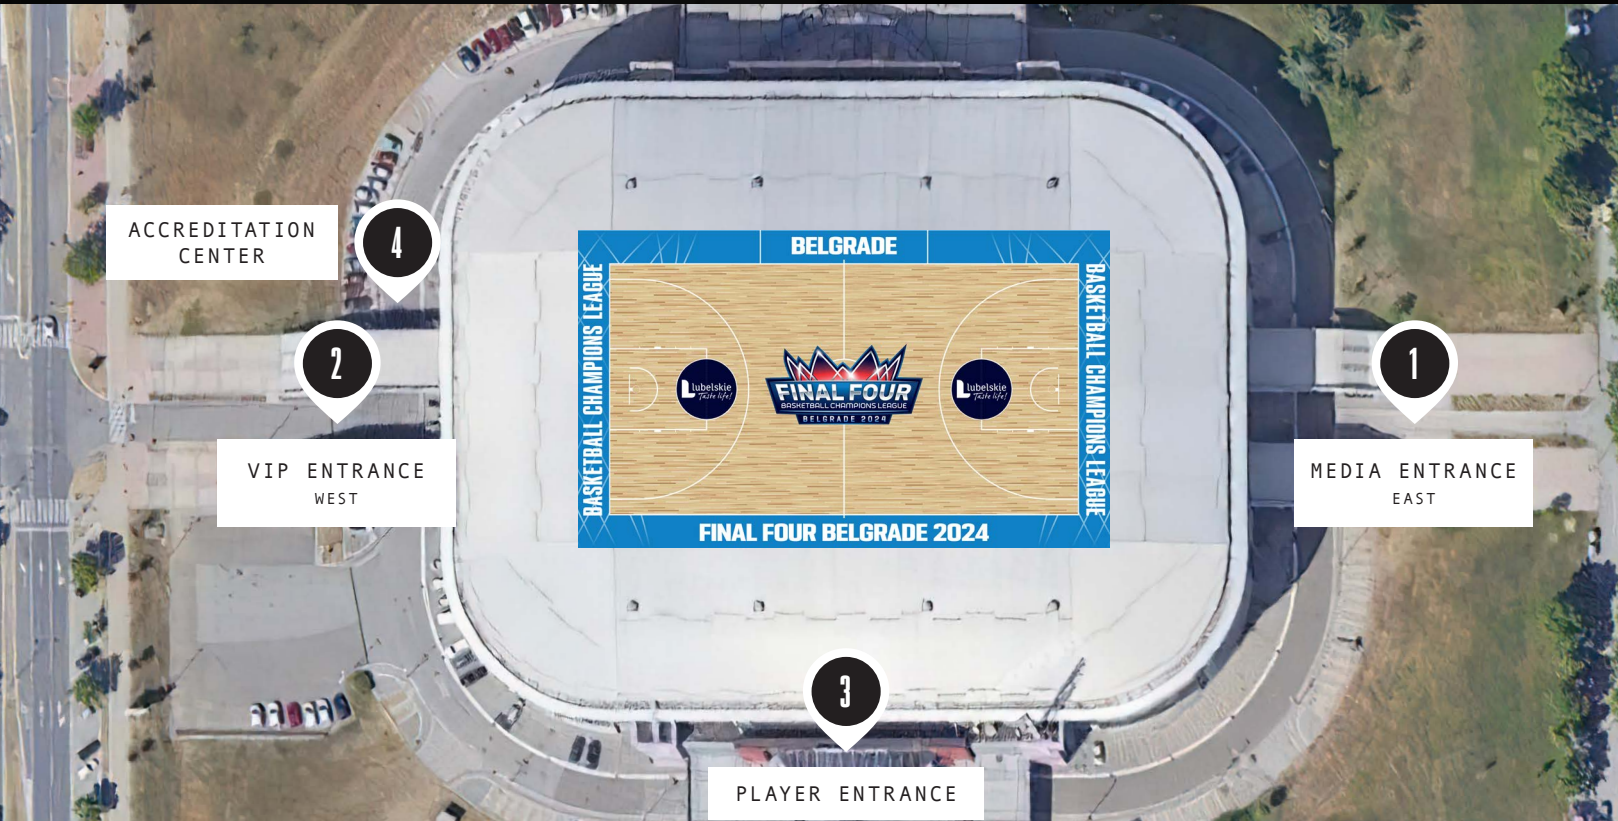 BELGRADE
BASKETBALL CHAMPIONS LEAGUE
BASKETBALL CHAMPIONS LEAGUE
ACCREDITATION
CENTER
4
2
VIP ENTRANCE
WEST
lubelskie
Taste life!
FINAL FOUR
BASKETBALL CHAMPIONS LEAGUE
BELGRADE 2024
lubelskie
Taste life!
1
MEDIA ENTRANCE
EAST
FINAL FOUR BELGRADE 2024
3
PLAYER ENTRANCE